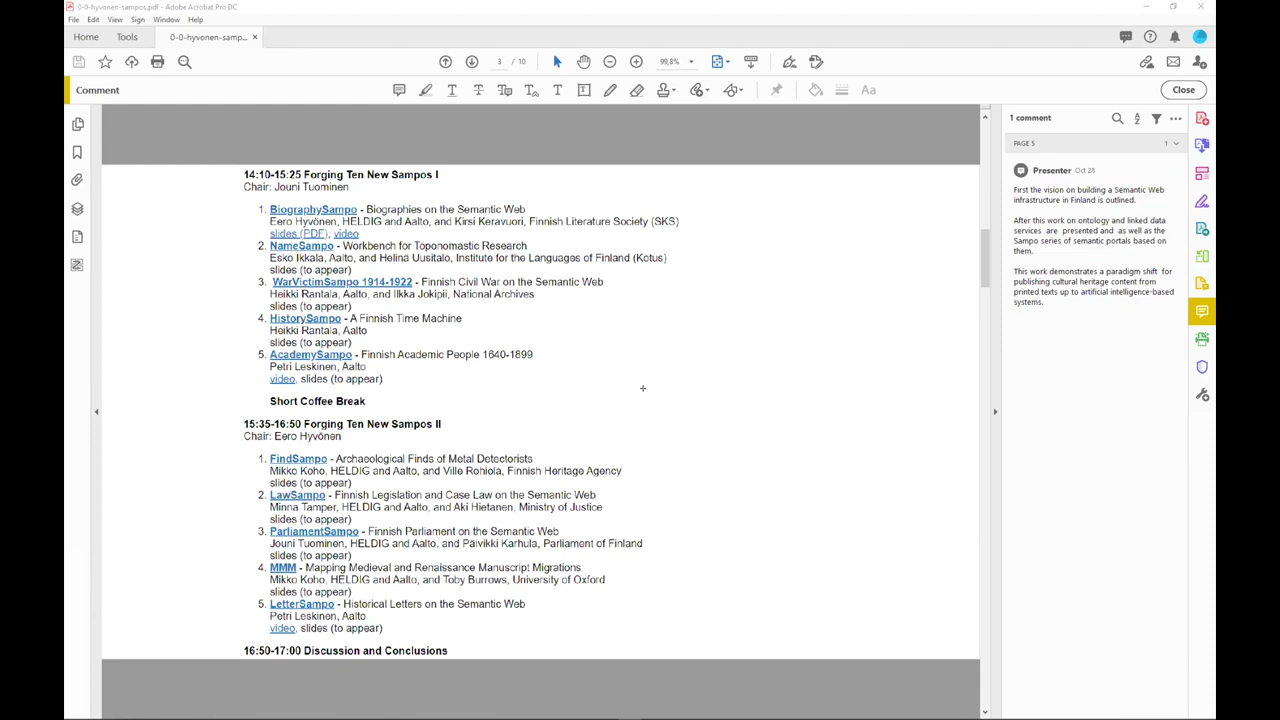 0-0-hyvonen-sampos.pdf - Adobe Acrobat Pro DC
File Edit View Sign Window Help
Home Tools 0-0-hyvonen-samp... ×
3 / 10 99,8%
Comment Close
14:10-15:25 Forging Ten New Sampos I
Chair: Jouni Tuominen
1. BiographySampo - Biographies on the Semantic Web
Eero Hyvönen, HELDIG and Aalto, and Kirsi Keravuori, Finnish Literature Society (SKS)
slides (PDF), video
2. NameSampo - Workbench for Toponomastic Research
Esko Ikkala, Aalto, and Helinä Uusitalo, Institute for the Languages of Finland (Kotus)
slides (to appear)
3. WarVictimSampo 1914-1922 - Finnish Civil War on the Semantic Web
Heikki Rantala, Aalto, and Ilkka Jokipii, National Archives
slides (to appear)
4. HistorySampo - A Finnish Time Machine
Heikki Rantala, Aalto
slides (to appear)
5. AcademySampo - Finnish Academic People 1640-1899
Petri Leskinen, Aalto
video, slides (to appear)
Short Coffee Break
15:35-16:50 Forging Ten New Sampos II
Chair: Eero Hyvönen
1. FindSampo - Archaeological Finds of Metal Detectorists
Mikko Koho, HELDIG and Aalto, and Ville Rohiola, Finnish Heritage Agency
slides (to appear)
2. LawSampo - Finnish Legislation and Case Law on the Semantic Web
Minna Tamper, HELDIG and Aalto, and Aki Hietanen, Ministry of Justice
slides (to appear)
3. ParliamentSampo - Finnish Parliament on the Semantic Web
Jouni Tuominen, HELDIG and Aalto, and Päivikki Karhula, Parliament of Finland
slides (to appear)
4. MMM - Mapping Medieval and Renaissance Manuscript Migrations
Mikko Koho, HELDIG and Aalto, and Toby Burrows, University of Oxford
slides (to appear)
5. LetterSampo - Historical Letters on the Semantic Web
Petri Leskinen, Aalto
video, slides (to appear)
16:50-17:00 Discussion and Conclusions
1 comment
PAGE 5 1
Presenter Oct 28
First the vision on building a Semantic Web
infrastructure in Finland is outlined.
After this work on ontology and linked data
services are presented and as well as the
Sampo series of semantic portals based on
them.
This work demonstrates a paradigm shift for
publishing cultural heritage content from
printed texts up to artificial intelligence-based
systems.